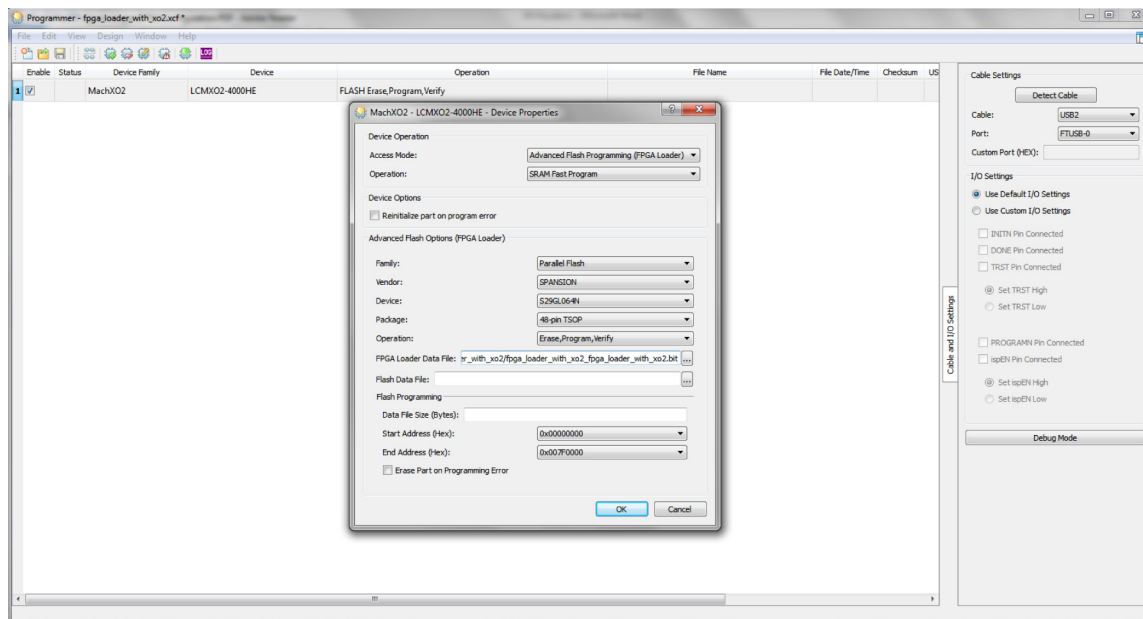 Programmer - fpga_loader_with_xo2.xcf *
File Edit View Design Window Help
LOG
Enable Status Device Family Device Operation File Name File Date/Time Checksum US
1 MachXO2 LCMXO2-4000HE FLASH Erase,Program,Verify
MachXO2 - LCMXO2-4000HE - Device Properties
Device Operation
Access Mode: Advanced Flash Programming (FPGA Loader)
Operation: SRAM Fast Program
Device Options
Reinitialize part on program error
Advanced Flash Options (FPGA Loader)
Family: Parallel Flash
Vendor: SPANSION
Device: S29GL064N
Package: 48-pin TSOP
Operation: Erase,Program,Verify
FPGA Loader Data File: er_with_xo2/fpga_loader_with_xo2_fpga_loader_with_xo2.bit ...
Flash Data File: ...
Flash Programming
Data File Size (Bytes):
Start Address (Hex): 0x00000000
End Address (Hex): 0x007F0000
Erase Part on Programming Error
OK Cancel
Cable and I/O Settings
Cable Settings
Detect Cable
Cable: USB2
Port: FTUSB-0
Custom Port (HEX):
I/O Settings
Use Default I/O Settings
Use Custom I/O Settings
INITN Pin Connected
DONE Pin Connected
TRST Pin Connected
Set TRST High
Set TRST Low
PROGRAMN Pin Connected
ispEN Pin Connected
Set ispEN High
Set ispEN Low
Debug Mode